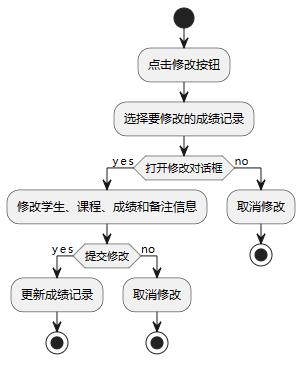 点击修改按钮
选择要修改的成绩记录
yes
打开修改对话框
no
修改学生、课程、成绩和备注信息
取消修改
yes
提交修改
no
更新成绩记录
取消修改